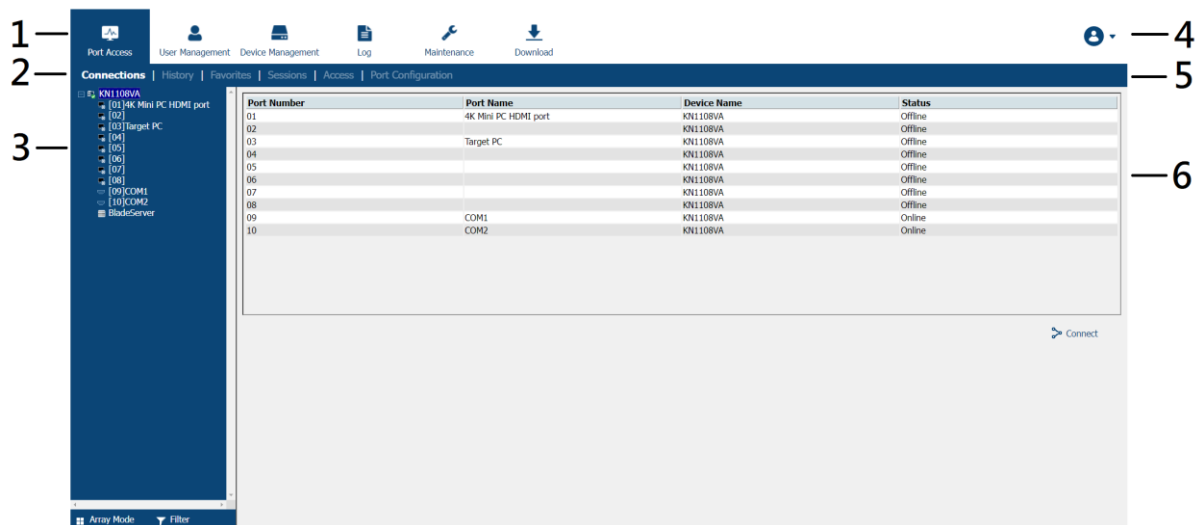 1 Port Access User Management Device Management Log Maintenance Download 4
2 Connections | History | Favorites | Sessions | Access | Port Configuration 5
KN1108VA
[01]4K Mini PC HDMI port
[02]
[03]Target PC
[04]
[05]
[06]
[07]
[08]
[09]COM1
[10]COM2
BladeServer
3
Array Mode Filter
Port Number Port Name Device Name Status
01 4K Mini PC HDMI port KN1108VA Offline
02 KN1108VA Offline
03 Target PC KN1108VA Offline
04 KN1108VA Offline
05 KN1108VA Offline
06 KN1108VA Offline
07 KN1108VA Offline
08 KN1108VA Offline
09 COM1 KN1108VA Online
10 COM2 KN1108VA Online
6
Connect